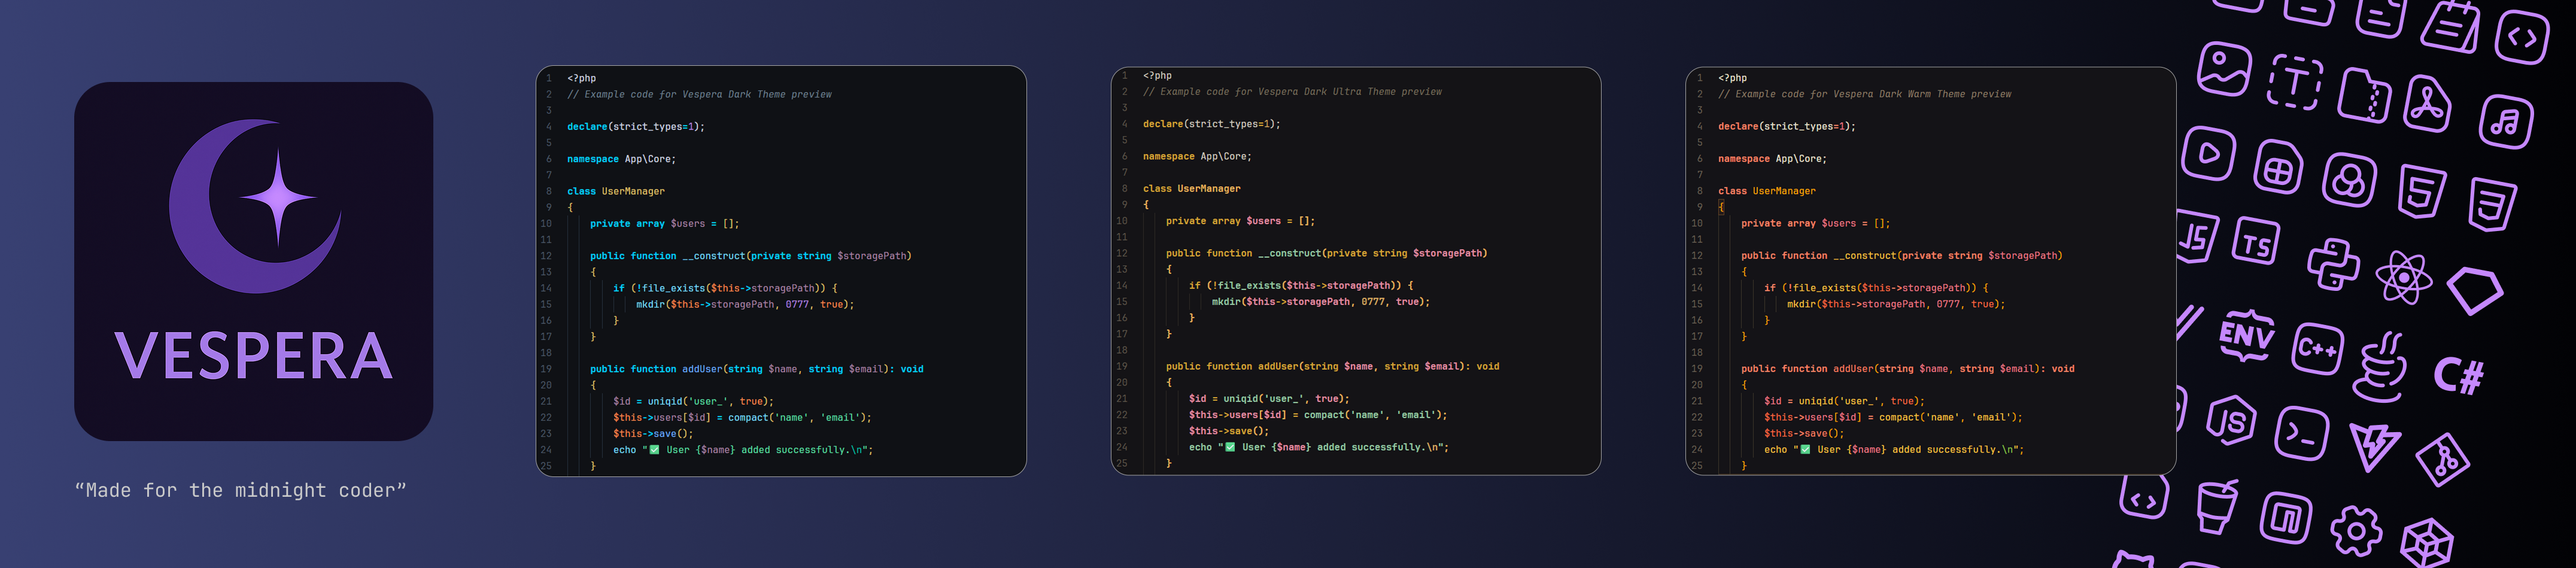 VESPERA
“Made for the midnight coder”
1 <?php
2 // Example code for Vespera Dark Theme preview
3
4 declare(strict_types=1);
5
6 namespace App\Core;
7
8 class UserManager
9 {
10 private array $users = [];
11
12 public function __construct(private string $storagePath)
13 {
14 if (!file_exists($this->storagePath)) {
15 mkdir($this->storagePath, 0777, true);
16 }
17 }
18
19 public function addUser(string $name, string $email): void
20 {
21 $id = uniqid('user_', true);
22 $this->users[$id] = compact('name', 'email');
23 $this->save();
24 echo "✅ User {$name} added successfully.\n";
25 }
1 <?php
2 // Example code for Vespera Dark Ultra Theme preview
3
4 declare(strict_types=1);
5
6 namespace App\Core;
7
8 class UserManager
9 {
10 private array $users = [];
11
12 public function __construct(private string $storagePath)
13 {
14 if (!file_exists($this->storagePath)) {
15 mkdir($this->storagePath, 0777, true);
16 }
17 }
18
19 public function addUser(string $name, string $email): void
20 {
21 $id = uniqid('user_', true);
22 $this->users[$id] = compact('name', 'email');
23 $this->save();
24 echo "✅ User {$name} added successfully.\n";
25 }
1 <?php
2 // Example code for Vespera Dark Warm Theme preview
3
4 declare(strict_types=1);
5
6 namespace App\Core;
7
8 class UserManager
9 {
10 private array $users = [];
11
12 public function __construct(private string $storagePath)
13 {
14 if (!file_exists($this->storagePath)) {
15 mkdir($this->storagePath, 0777, true);
16 }
17 }
18
19 public function addUser(string $name, string $email): void
20 {
21 $id = uniqid('user_', true);
22 $this->users[$id] = compact('name', 'email');
23 $this->save();
24 echo "✅ User {$name} added successfully.\n";
25 }
T
JS
TS
ENV
C++
C#
JS